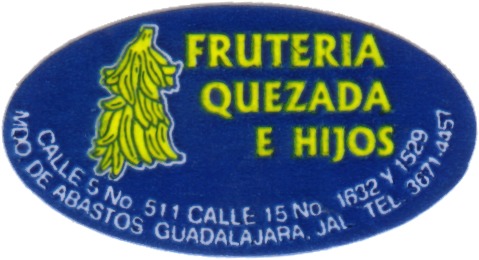 FRUTERIA
QUEZADA
E HIJOS
CALLE 5 No. 511 CALLE 15 No. 1632 Y 1529
MDO. DE ABASTOS GUADALAJARA, JAL. TEL. 3671-4457